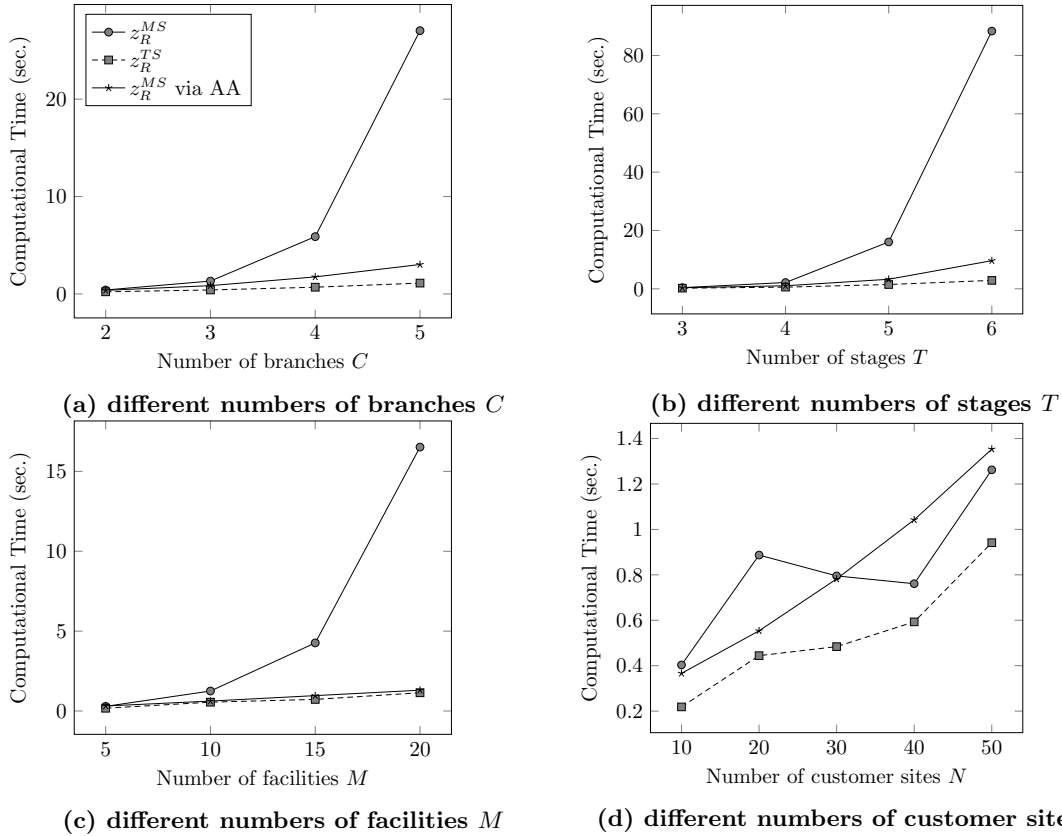 Computational Time (sec.)
20
10
0
z_R^{MS}
z_R^{TS}
z_R^{MS} via AA
2 3 4 5
Number of branches C
(a) different numbers of branches C
Computational Time (sec.)
80
60
40
20
0
3 4 5 6
Number of stages T
(b) different numbers of stages T
Computational Time (sec.)
15
10
5
0
5 10 15 20
Number of facilities M
(c) different numbers of facilities M
Computational Time (sec.)
1.4
1.2
1
0.8
0.6
0.4
0.2
10 20 30 40 50
Number of customer sites N
(d) different numbers of customer site